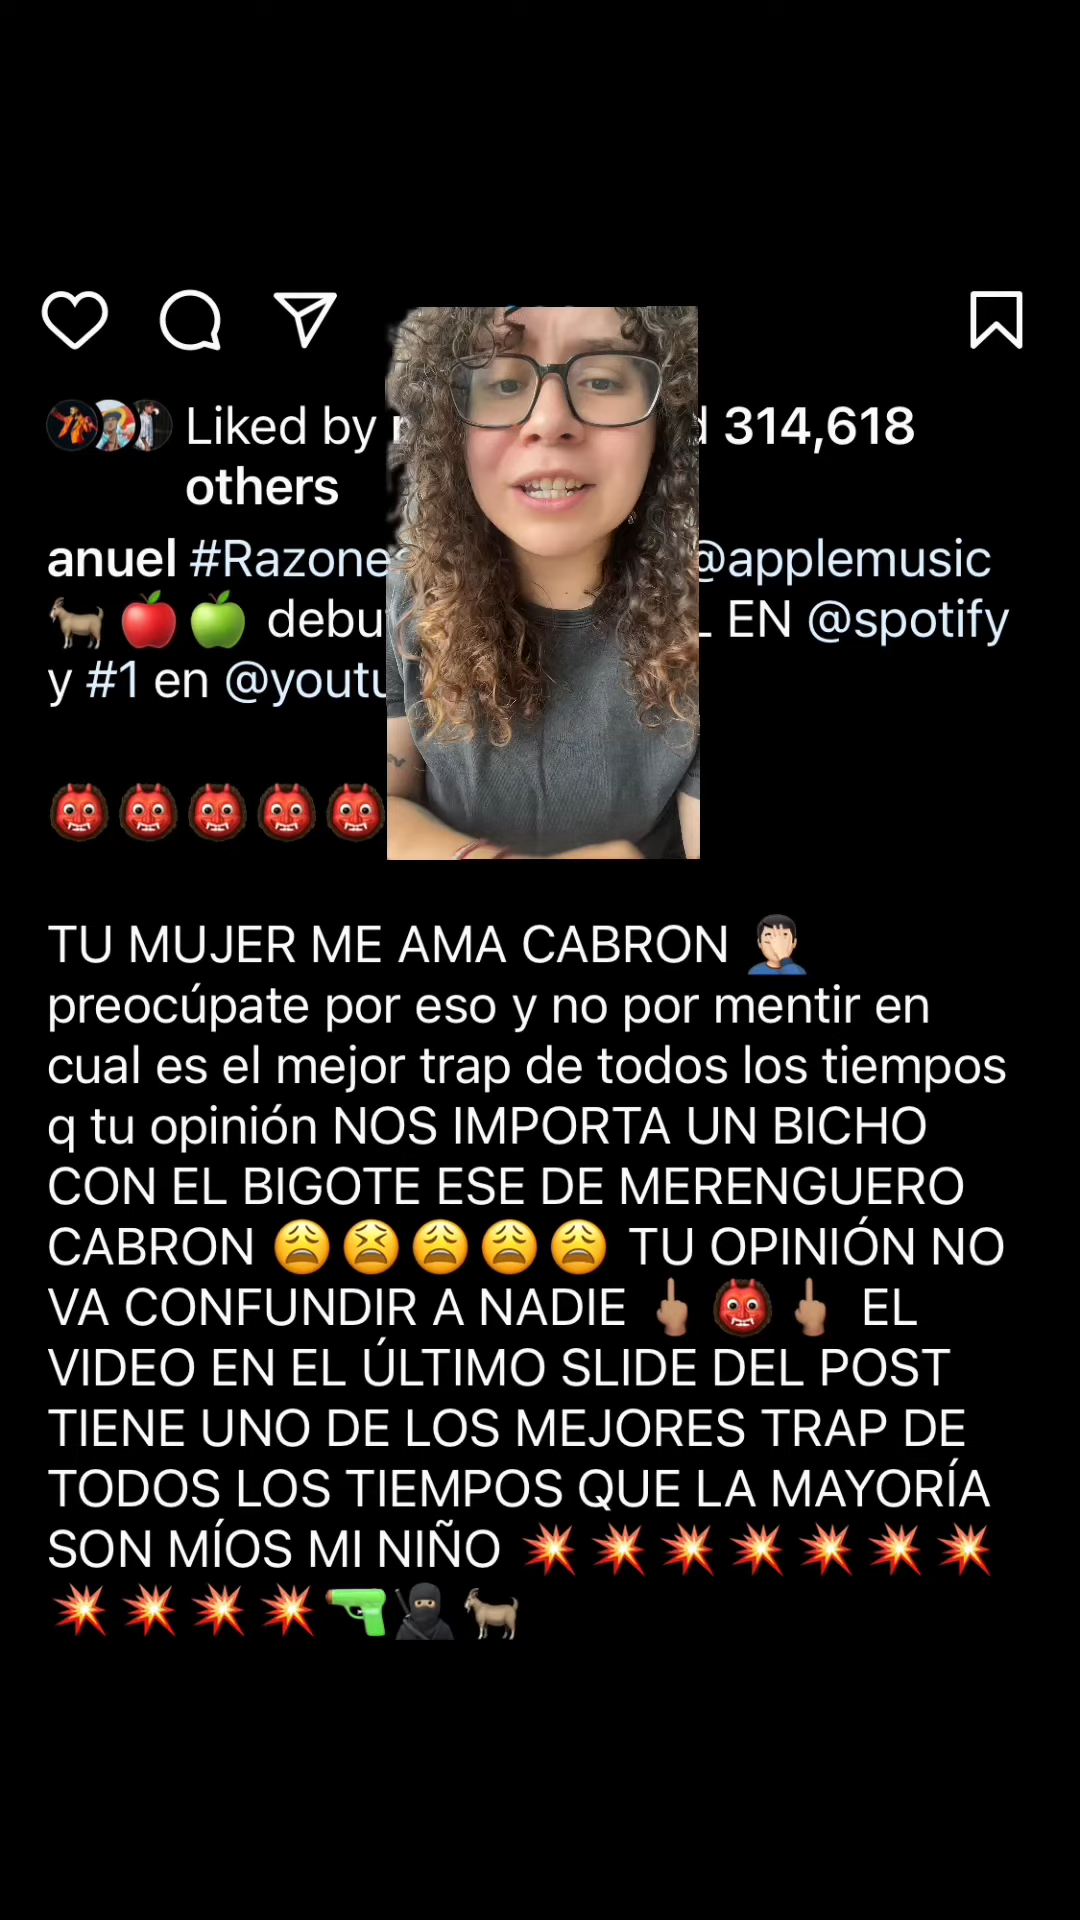 Liked by 314,618
others
anuel #Razone @applemusic
debu EN @spotify
y #1 en @youtu
TU MUJER ME AMA CABRON
preocúpate por eso y no por mentir en
cual es el mejor trap de todos los tiempos
q tu opinión NOS IMPORTA UN BICHO
CON EL BIGOTE ESE DE MERENGUERO
CABRON TU OPINIÓN NO
VA CONFUNDIR A NADIE EL
VIDEO EN EL ÚLTIMO SLIDE DEL POST
TIENE UNO DE LOS MEJORES TRAP DE
TODOS LOS TIEMPOS QUE LA MAYORÍA
SON MÍOS MI NIÑO